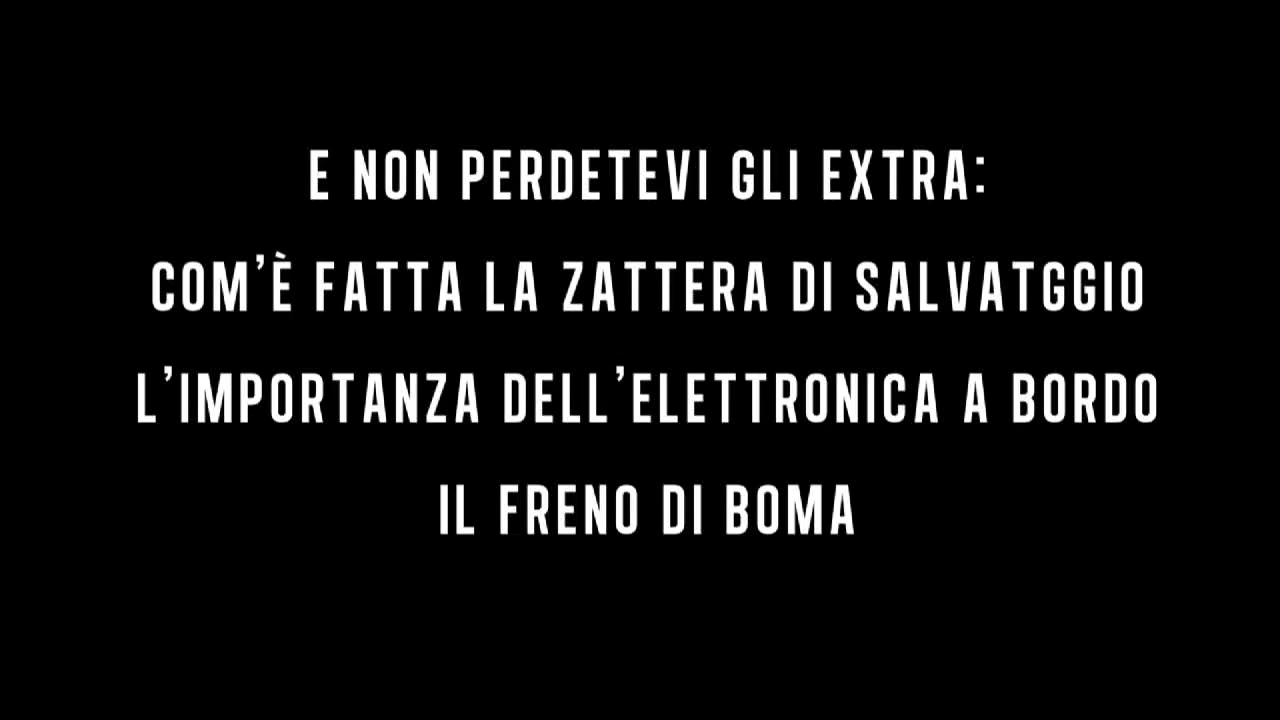 E NON PERDETEVI GLI EXTRA:
COM'È FATTA LA ZATTERA DI SALVATGGIO
L'IMPORTANZA DELL'ELETTRONICA A BORDO
IL FRENO DI BOMA